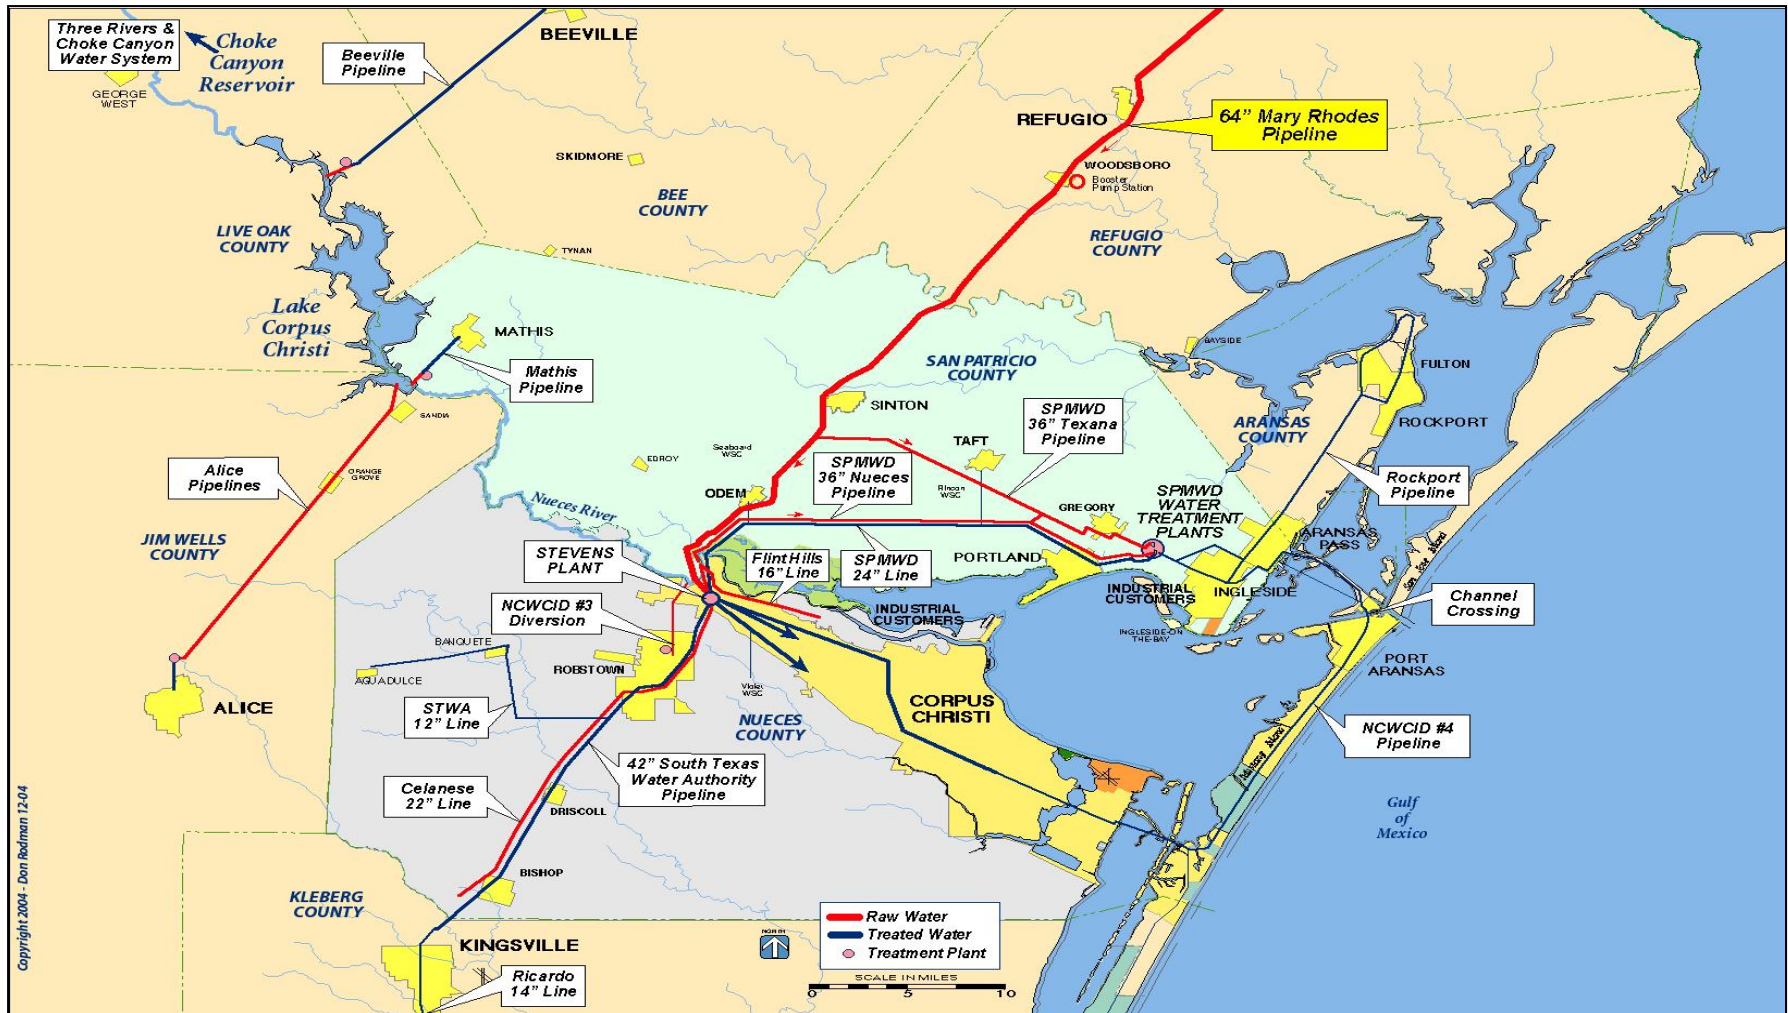 Three Rivers &
Choke Canyon
Water System
Choke
Canyon
Reservoir
GEORGE
WEST
Beeville
Pipeline
BEEVILLE
SKIDMORE
BEE
COUNTY
LIVE OAK
COUNTY
TYNAN
REFUGIO
64" Mary Rhodes
Pipeline
WOODSBORO
Booster
Pump Station
REFUGIO
COUNTY
Lake
Corpus
Christi
MATHIS
Mathis
Pipeline
SANDIA
Alice
Pipelines
ORANGE
GROVE
JIM WELLS
COUNTY
ALICE
SAN PATRICIO
COUNTY
BAYSIDE
FULTON
ROCKPORT
ARANSAS
COUNTY
Rockport
Pipeline
SINTON
SPMWD
36" Texana
Pipeline
TAFT
Seaboard
WSC
EDROY
SPMWD
36" Nueces
Pipeline
Rincon
WSC
ODEM
GREGORY
SPMWD
WATER
TREATMENT
PLANTS
Nueces River
STEVENS
PLANT
Flint Hills
16" Line
SPMWD
24" Line
PORTLAND
ARANSAS
PASS
San Jose Island
INDUSTRIAL
CUSTOMERS
INDUSTRIAL
CUSTOMERS
INGLESIDE
INGLESIDE-ON
THE-BAY
Channel
Crossing
PORT
ARANSAS
NCWCID #3
Diversion
BANQUETE
ROBSTOWN
AGUA DULCE
STWA
12" Line
Violet
WSC
NUECES
COUNTY
CORPUS
CHRISTI
NCWCID #4
Pipeline
Mustang Island
42" South Texas
Water Authority
Pipeline
Celanese
22" Line
DRISCOLL
Gulf
of
Mexico
BISHOP
KLEBERG
COUNTY
KINGSVILLE
Ricardo
14" Line
Raw Water
Treated Water
Treatment Plant
NORTH
SCALE IN MILES
0 5 10
Copyright 2004 - Don Rodman 12-04